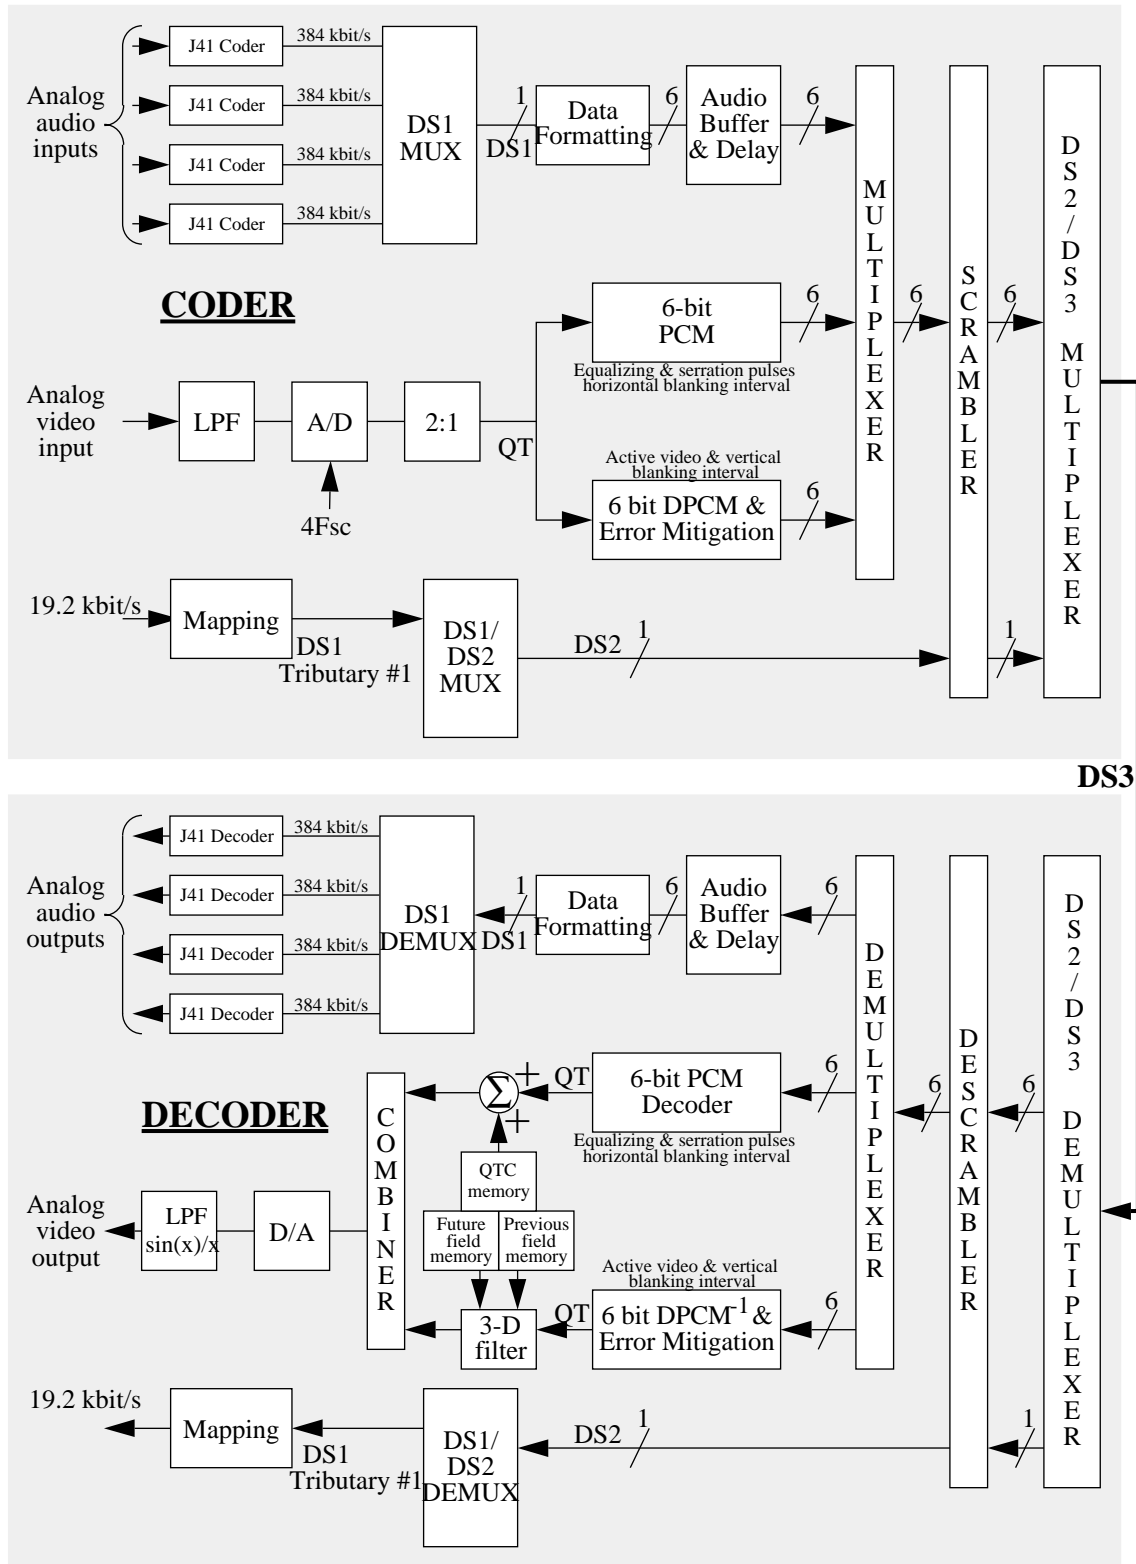 J41 Coder
384 kbit/s
J41 Coder
384 kbit/s
J41 Coder
384 kbit/s
J41 Coder
384 kbit/s
Analog
audio
inputs
DS1
MUX
1
DS1
Data
Formatting
6
Audio
Buffer
& Delay
6
MULTIPLEXER
SCRAMBLER
DS2/DS3 MULTIPLEXER
CODER
6-bit
PCM
6
6
6
Equalizing & serration pulses
horizontal blanking interval
Analog
video
input
LPF
A/D
2:1
QT
4Fsc
Active video & vertical
blanking interval
6 bit DPCM &
Error Mitigation
6
19.2 kbit/s
Mapping
DS1
Tributary #1
DS1/
DS2
MUX
DS2
1
1
DS3
J41 Decoder
384 kbit/s
J41 Decoder
384 kbit/s
J41 Decoder
384 kbit/s
J41 Decoder
384 kbit/s
Analog
audio
outputs
DS1
DEMUX
1
DS1
Data
Formatting
6
Audio
Buffer
& Delay
6
DEMULTIPLEXER
DESCRAMBLER
DS2/DS3 DEMULTIPLEXER
DECODER
COMBINER
Σ
+
+
QT
6-bit PCM
Decoder
6
6
6
Equalizing & serration pulses
horizontal blanking interval
QTC
memory
Future
field
memory
Previous
field
memory
Analog
video
output
LPF
sin(x)/x
D/A
3-D
filter
QT
Active video & vertical
blanking interval
6 bit DPCM-1 &
Error Mitigation
6
19.2 kbit/s
Mapping
DS1
Tributary #1
DS1/
DS2
DEMUX
DS2
1
1